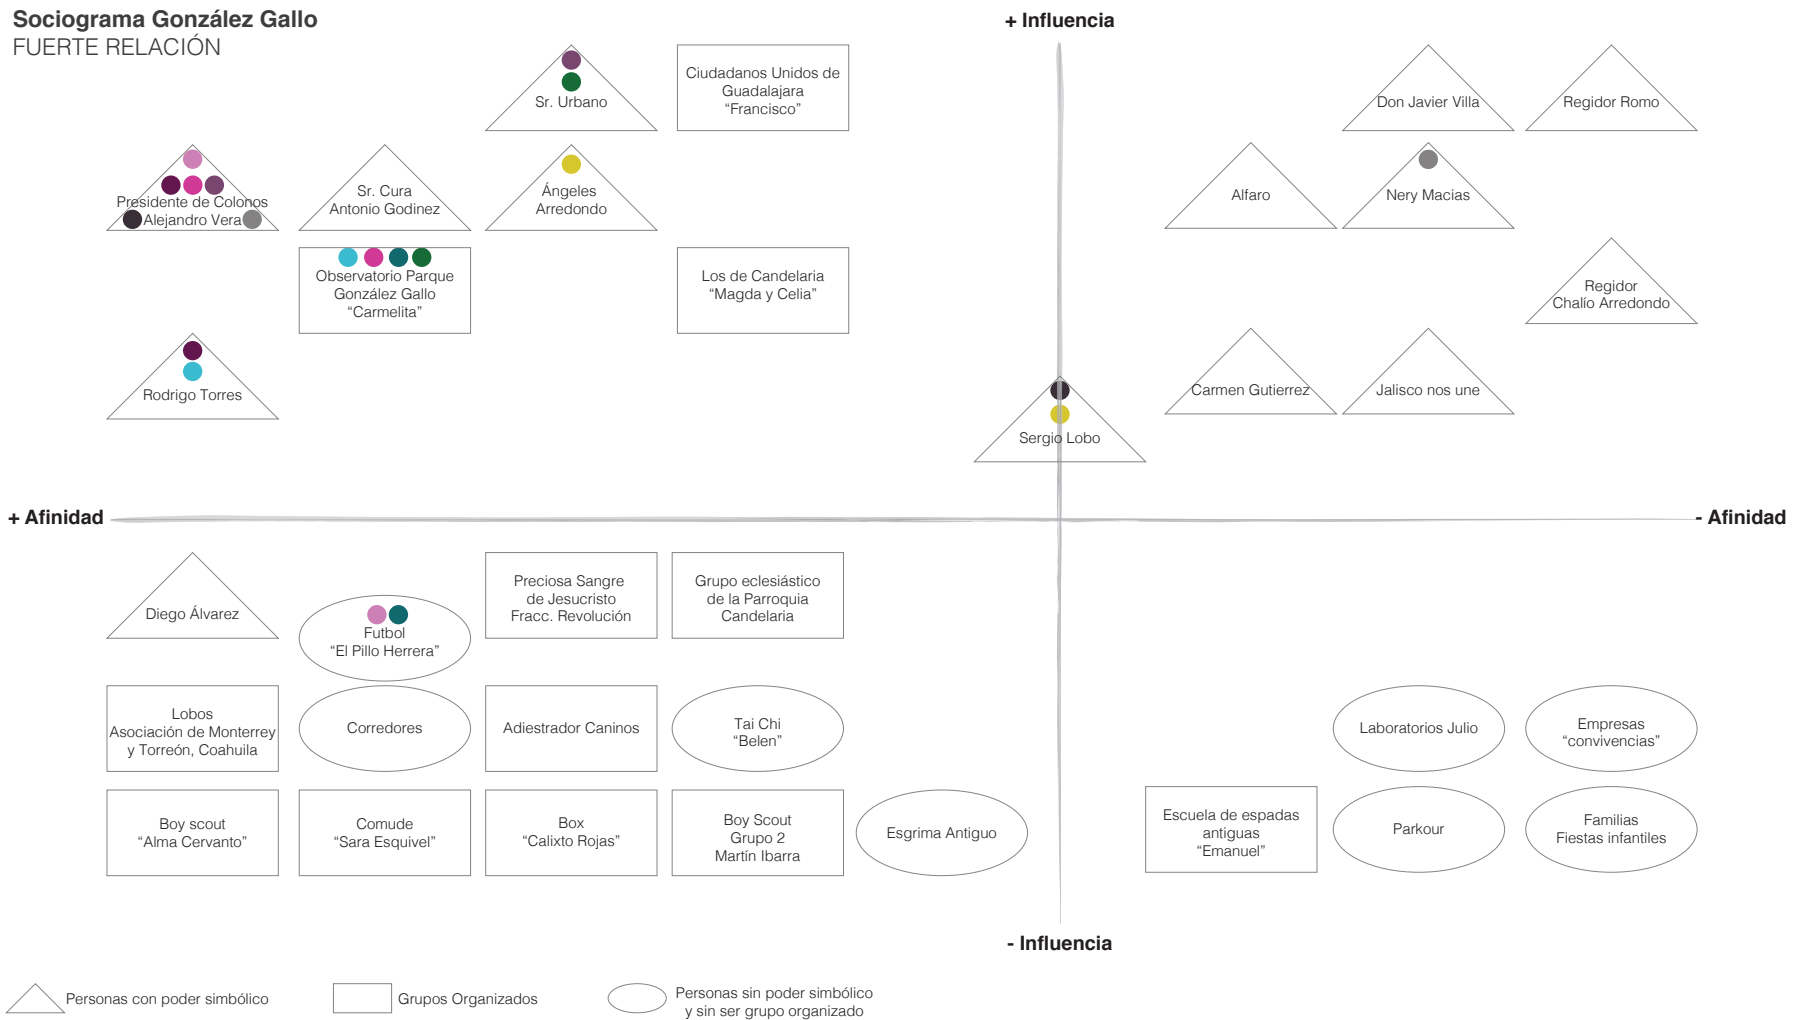 Sociograma González Gallo
FUERTE RELACIÓN
+ Influencia
Sr. Urbano
Ciudadanos Unidos de
Guadalajara
“Francisco”
Don Javier Villa
Regidor Romo
Presidente de Colonos
Alejandro Vera
Sr. Cura
Antonio Godinez
Ángeles
Arredondo
Alfaro
Nery Macias
Observatorio Parque
González Gallo
“Carmelita”
Los de Candelaria
“Magda y Celia”
Regidor
Chalío Arredondo
Rodrigo Torres
Sergio Lobo
Carmen Gutierrez
Jalisco nos une
+ Afinidad
- Afinidad
Diego Álvarez
Futbol
“El Pillo Herrera”
Preciosa Sangre
de Jesucristo
Fracc. Revolución
Grupo eclesiástico
de la Parroquia
Candelaria
Lobos
Asociación de Monterrey
y Torreón, Coahuila
Corredores
Adiestrador Caninos
Tai Chi
“Belen”
Laboratorios Julio
Empresas
“convivencias”
Boy scout
“Alma Cervanto”
Comude
“Sara Esquivel”
Box
“Calixto Rojas”
Boy Scout
Grupo 2
Martín Ibarra
Esgrima Antiguo
Escuela de espadas
antiguas
“Emanuel”
Parkour
Familias
Fiestas infantiles
- Influencia
Personas con poder simbólico
Grupos Organizados
Personas sin poder simbólico
y sin ser grupo organizado